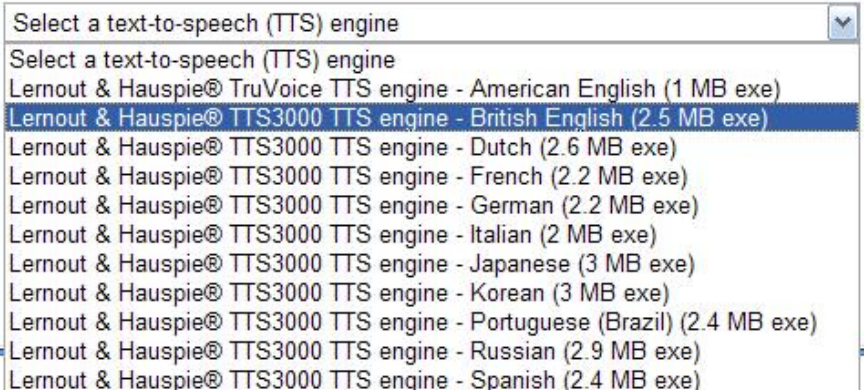 Select a text-to-speech (TTS) engine
Select a text-to-speech (TTS) engine
Lernout & Hauspie® TruVoice TTS engine - American English (1 MB exe)
Lernout & Hauspie® TTS3000 TTS engine - British English (2.5 MB exe)
Lernout & Hauspie® TTS3000 TTS engine - Dutch (2.6 MB exe)
Lernout & Hauspie® TTS3000 TTS engine - French (2.2 MB exe)
Lernout & Hauspie® TTS3000 TTS engine - German (2.2 MB exe)
Lernout & Hauspie® TTS3000 TTS engine - Italian (2 MB exe)
Lernout & Hauspie® TTS3000 TTS engine - Japanese (3 MB exe)
Lernout & Hauspie® TTS3000 TTS engine - Korean (3 MB exe)
Lernout & Hauspie® TTS3000 TTS engine - Portuguese (Brazil) (2.4 MB exe)
Lernout & Hauspie® TTS3000 TTS engine - Russian (2.9 MB exe)
Lernout & Hauspie® TTS3000 TTS engine - Spanish (2.4 MB exe)